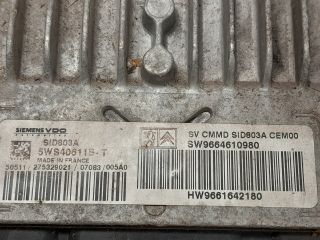 SIEMENS VDO
SID803A
5WS40611B-T
MADE IN FRANCE
SV CMMD SID803A CEM00
SW9664610980
HW9661642180